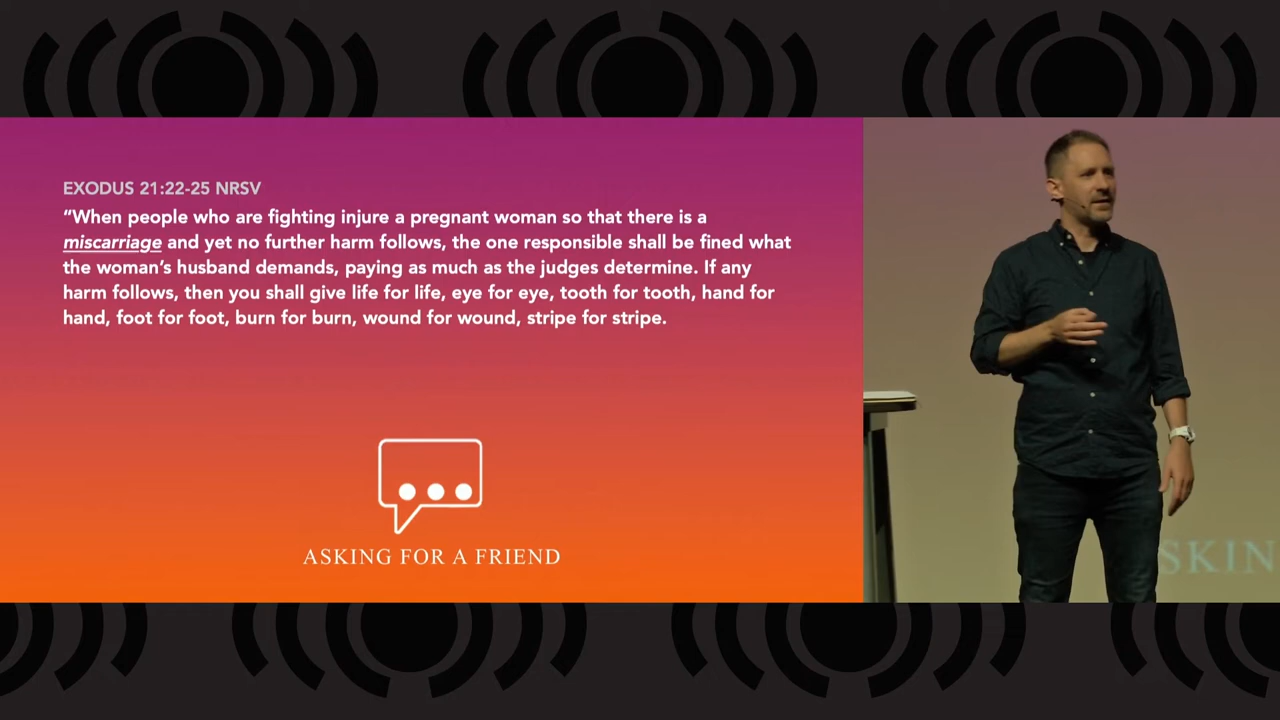 EXODUS 21:22-25 NRSV
“When people who are fighting injure a pregnant woman so that there is a
miscarriage and yet no further harm follows, the one responsible shall be fined what
the woman’s husband demands, paying as much as the judges determine. If any
harm follows, then you shall give life for life, eye for eye, tooth for tooth, hand for
hand, foot for foot, burn for burn, wound for wound, stripe for stripe.
ASKING FOR A FRIEND
SKIN